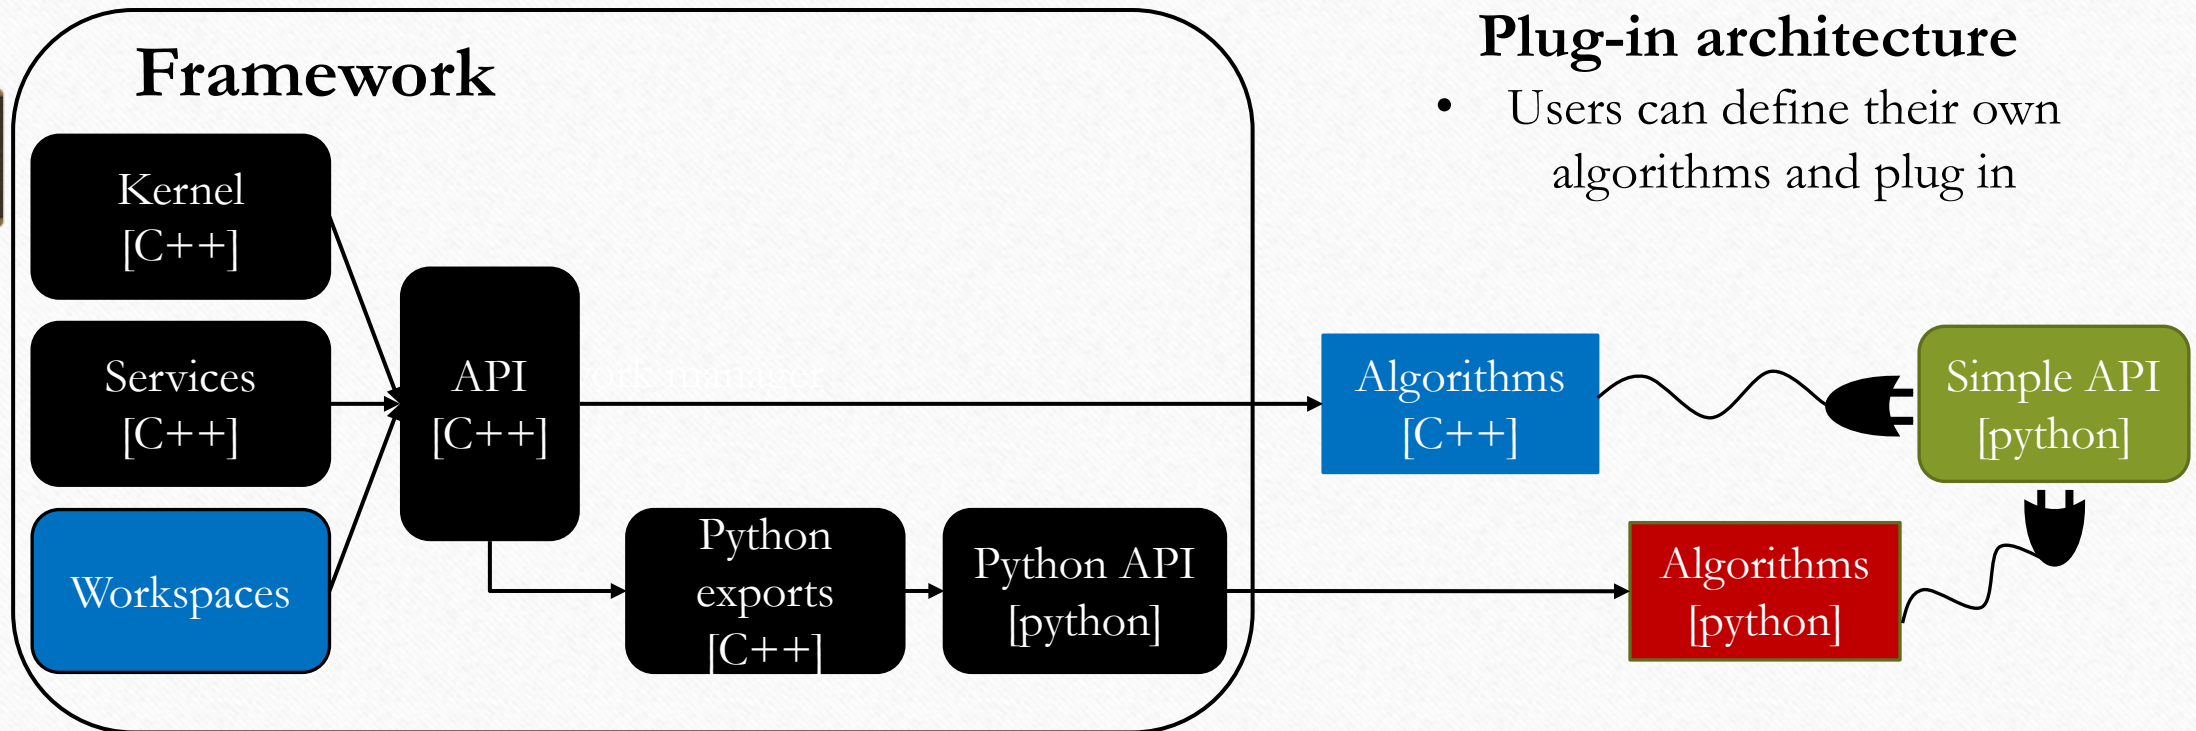 Framework
Kernel
[C++]
Services
[C++]
Workspaces
API
[C++]
Python
exports
[C++]
Python API
[python]
Plug-in architecture
• Users can define their own
algorithms and plug in
Algorithms
[C++]
Simple API
[python]
Algorithms
[python]